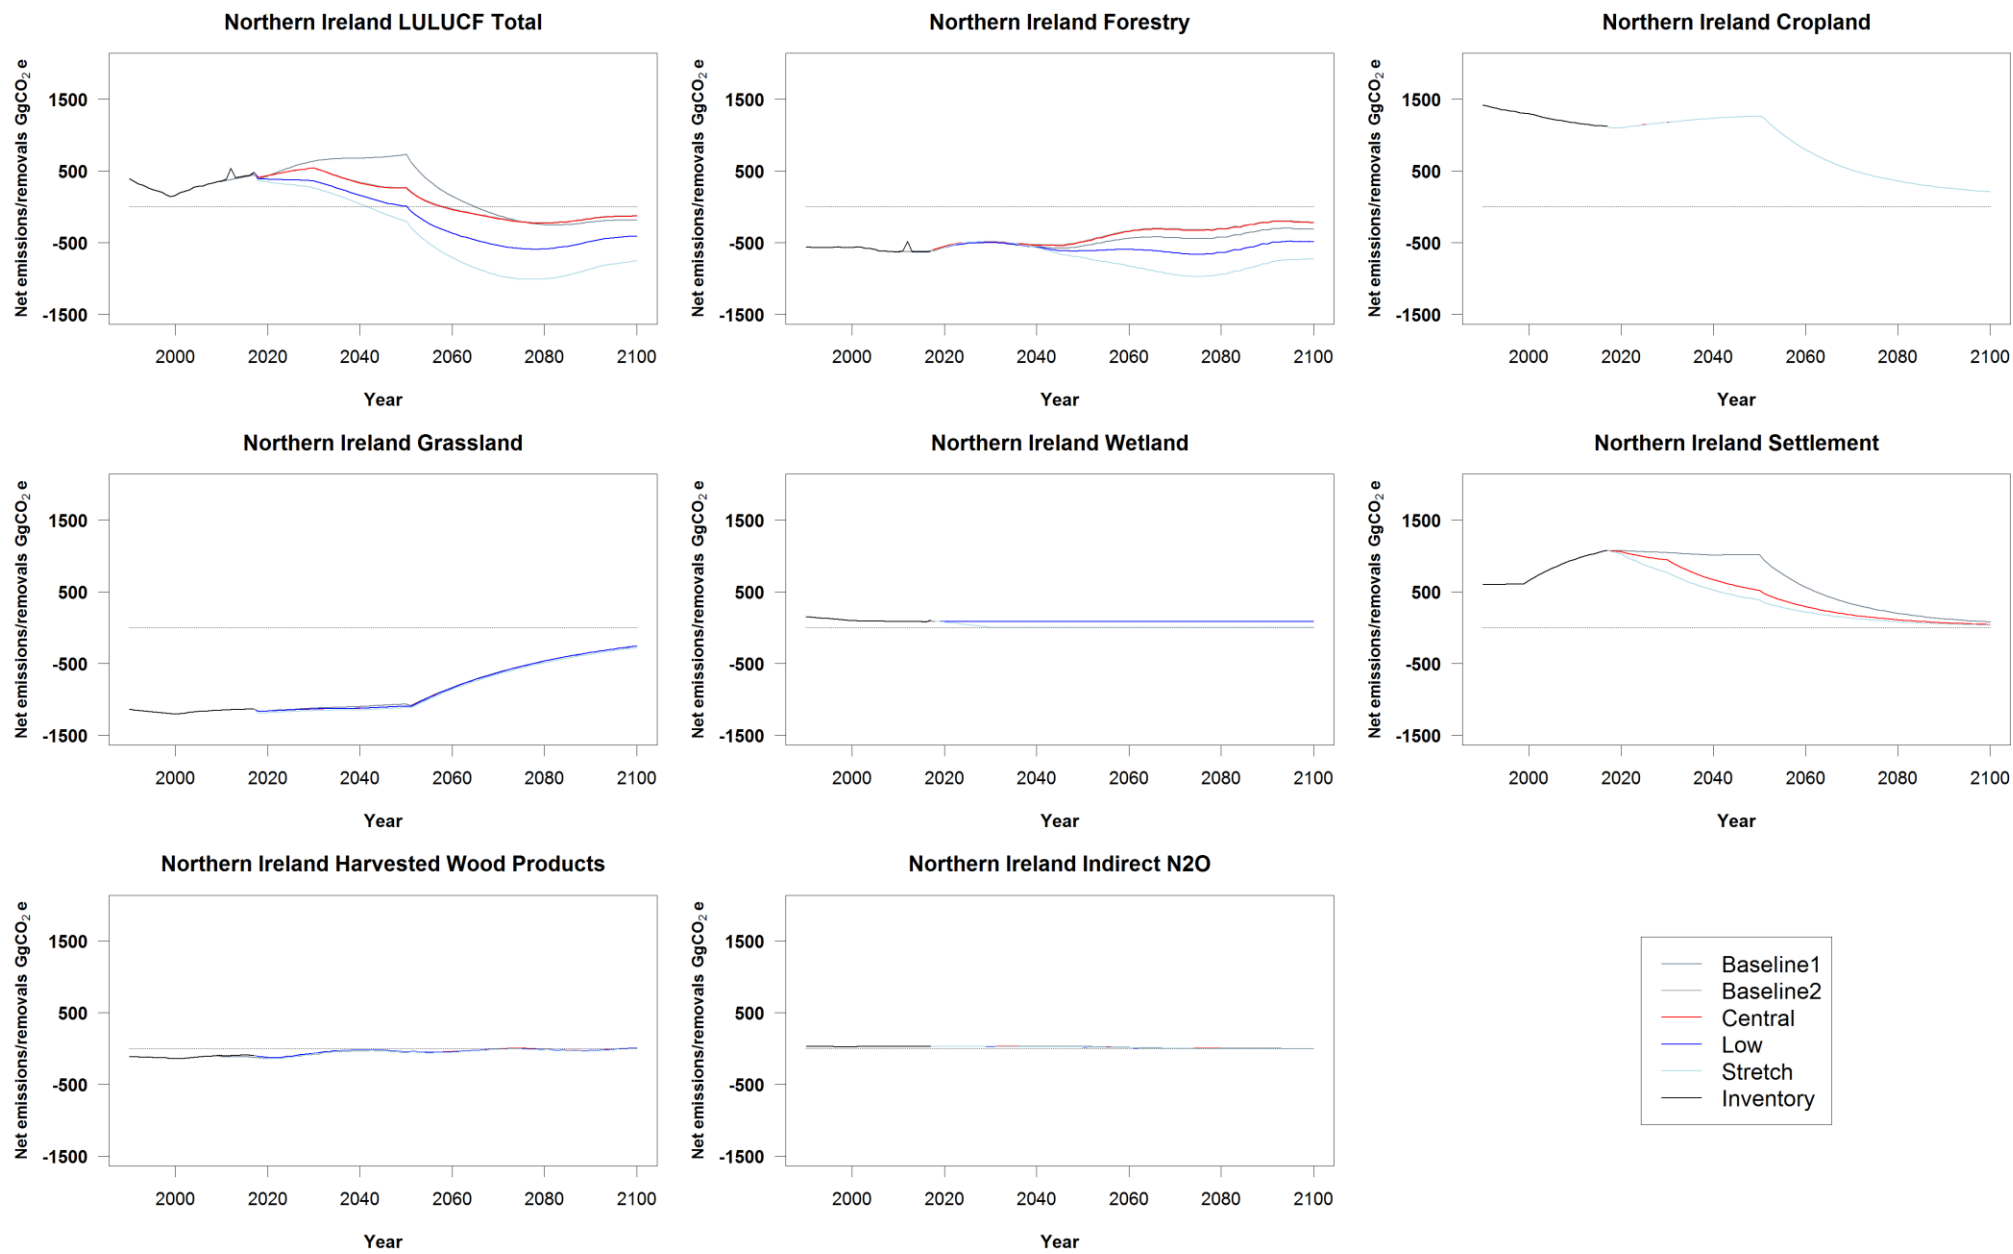 Northern Ireland LULUCF Total
Net emissions/removals GgCO₂ e
1500
500
-500
-1500
2000 2020 2040 2060 2080 2100
Year
Northern Ireland Forestry
Net emissions/removals GgCO₂ e
1500
500
-500
-1500
2000 2020 2040 2060 2080 2100
Year
Northern Ireland Cropland
Net emissions/removals GgCO₂ e
1500
500
-500
-1500
2000 2020 2040 2060 2080 2100
Year
Northern Ireland Grassland
Net emissions/removals GgCO₂ e
1500
500
-500
-1500
2000 2020 2040 2060 2080 2100
Year
Northern Ireland Wetland
Net emissions/removals GgCO₂ e
1500
500
-500
-1500
2000 2020 2040 2060 2080 2100
Year
Northern Ireland Settlement
Net emissions/removals GgCO₂ e
1500
500
-500
-1500
2000 2020 2040 2060 2080 2100
Year
Northern Ireland Harvested Wood Products
Net emissions/removals GgCO₂ e
1500
500
-500
-1500
2000 2020 2040 2060 2080 2100
Year
Northern Ireland Indirect N2O
Net emissions/removals GgCO₂ e
1500
500
-500
-1500
2000 2020 2040 2060 2080 2100
Year
Baseline1
Baseline2
Central
Low
Stretch
Inventory